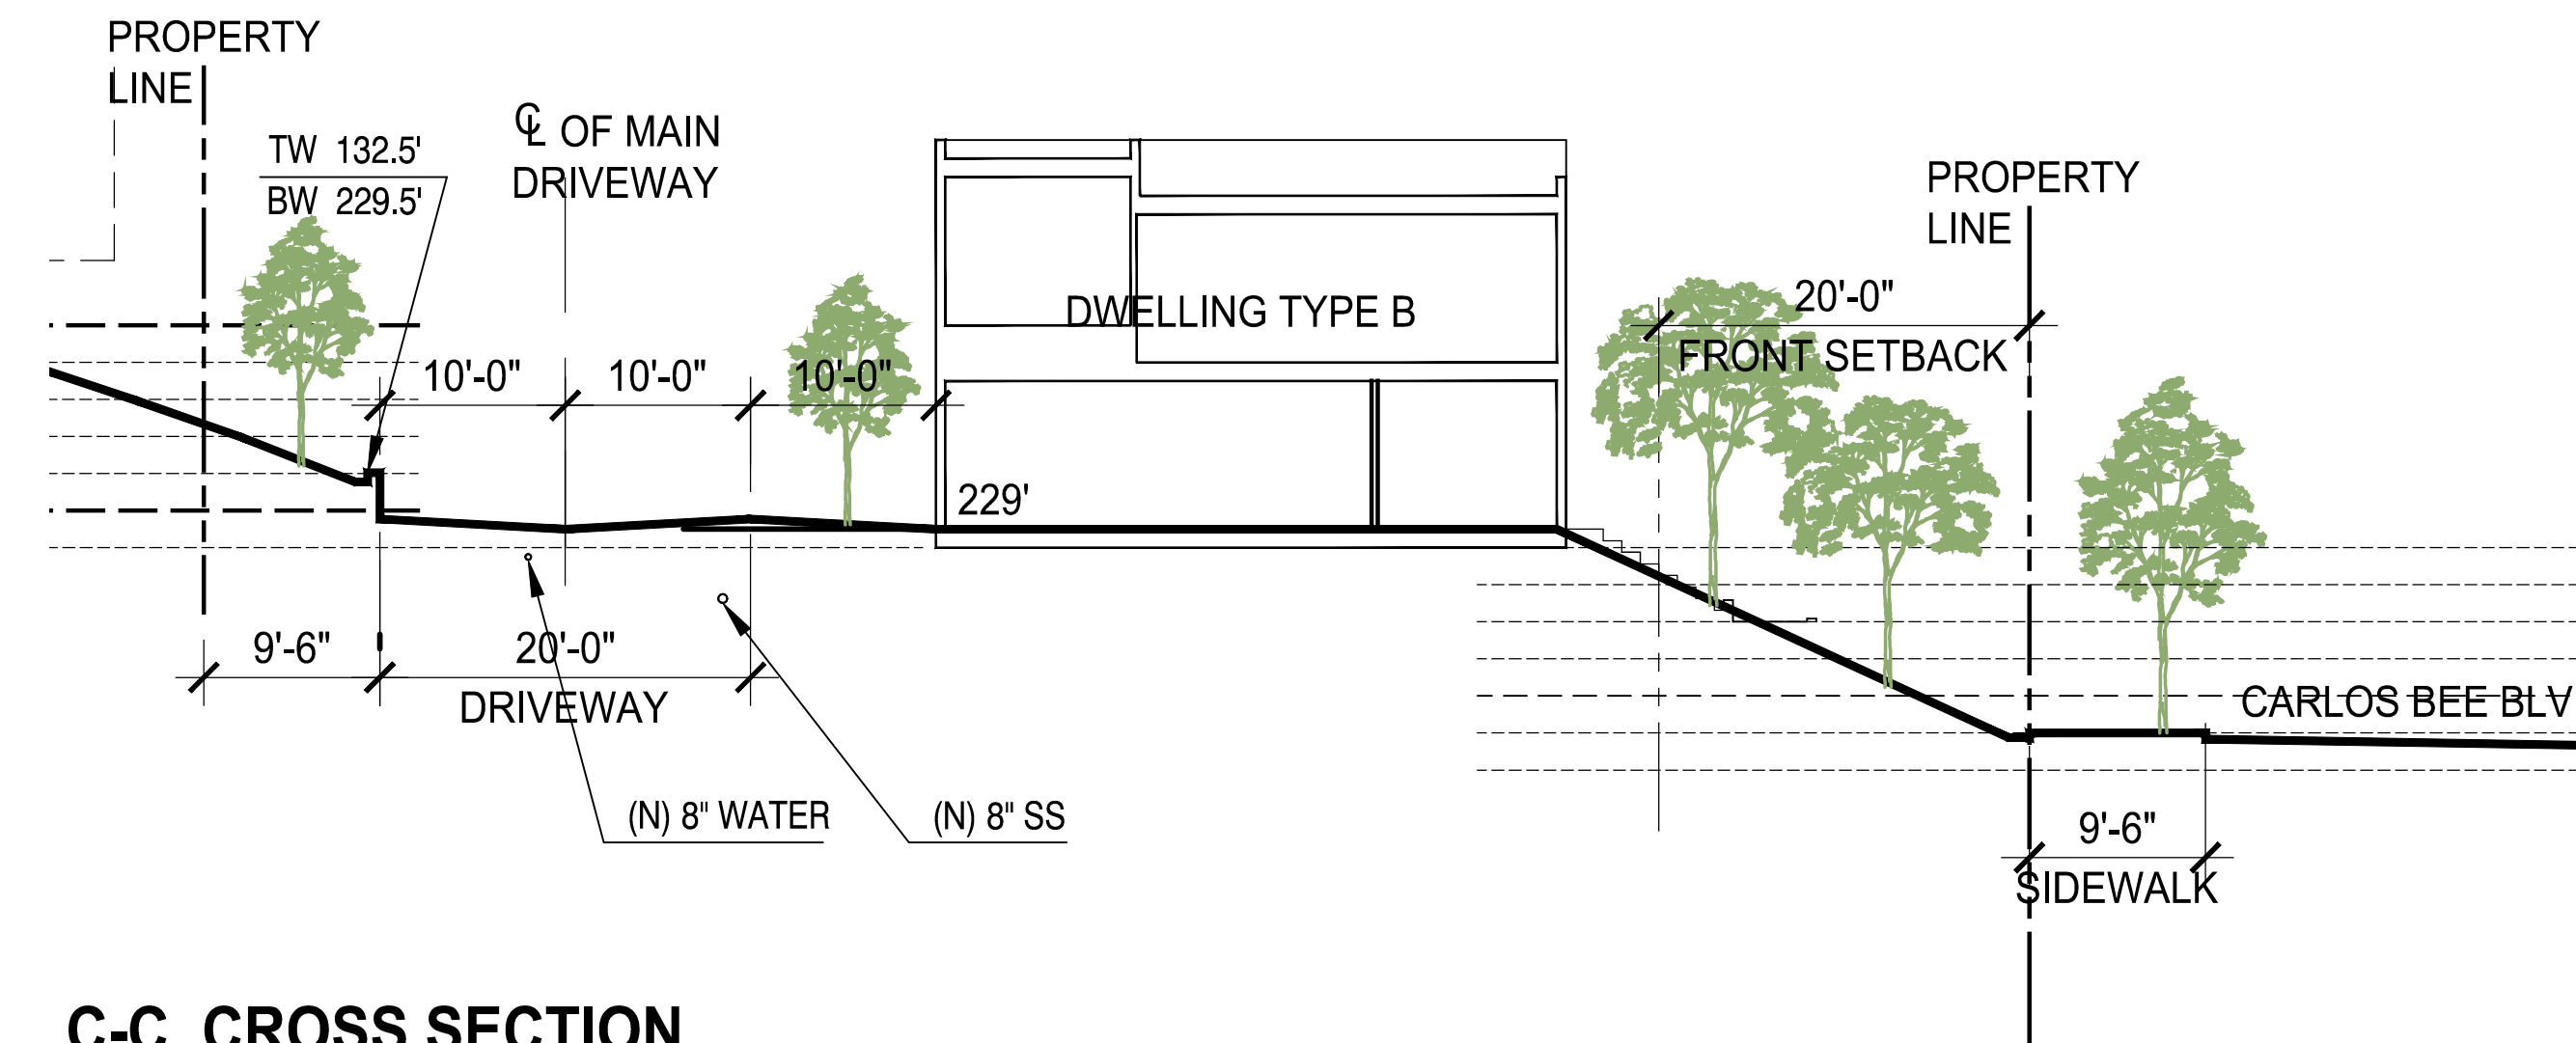 PROPERTY
LINE
TW 132.5'
BW 229.5'
℄ OF MAIN
DRIVEWAY
PROPERTY
LINE
DWELLING TYPE B
20'-0"
FRONT SETBACK
10'-0"
10'-0"
10'-0"
229'
9'-6"
20'-0"
DRIVEWAY
CARLOS BEE BLV
(N) 8" WATER
(N) 8" SS
9'-6"
SIDEWALK
C-C CROSS SECTION